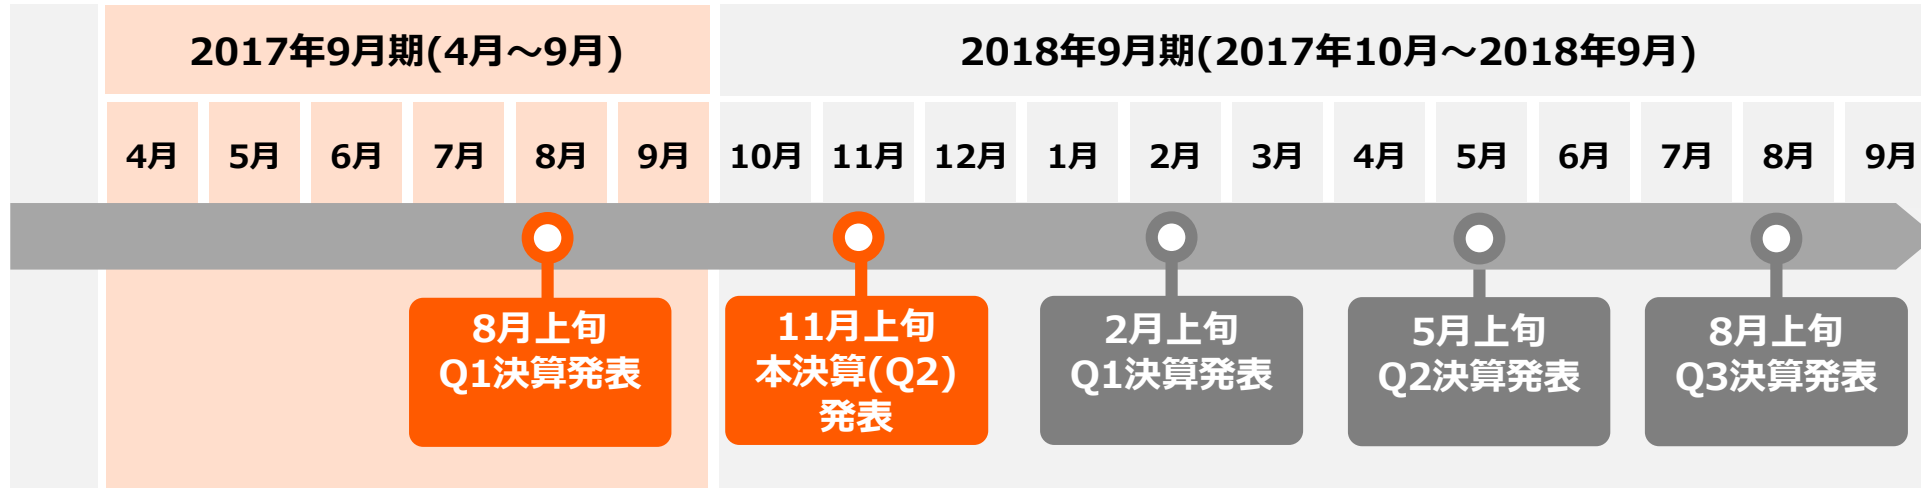 2017年9月期(4月～9月)
2018年9月期(2017年10月～2018年9月)
4月 5月 6月 7月 8月 9月 10月 11月 12月 1月 2月 3月 4月 5月 6月 7月 8月 9月
8月上旬
Q1決算発表
11月上旬
本決算(Q2)
発表
2月上旬
Q1決算発表
5月上旬
Q2決算発表
8月上旬
Q3決算発表